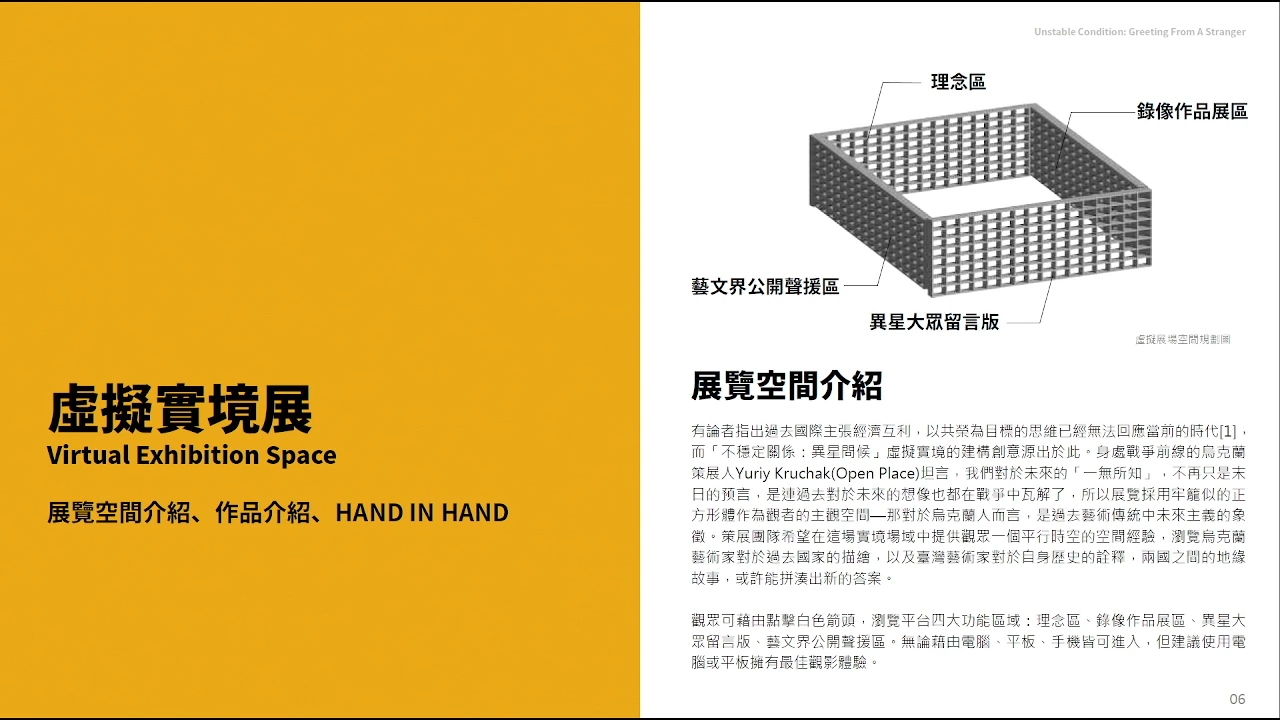 虛擬實境展
Virtual Exhibition Space
展覽空間介紹、作品介紹、HAND IN HAND
Unstable Condition: Greeting From A Stranger
理念區
錄像作品展區
藝文界公開聲援區
異星大眾留言版
虛擬展場空間規劃圖
展覽空間介紹
有論者指出過去國際主張經濟互利，以共榮為目標的思維已經無法回應當前的時代[1]，
而「不穩定關係：異星問候」虛擬實境的建構創意源出於此。身處戰爭前線的烏克蘭
策展人Yuriy Kruchak(Open Place)坦言，我們對於未來的「一無所知」，不再只是末
日的預言，是連過去對於未來的想像也都在戰爭中瓦解了，所以展覽採用牢籠似的正
方形體作為觀者的主觀空間—那對於烏克蘭人而言，是過去藝術傳統中未來主義的象
徵。策展團隊希望在這場實境場域中提供觀眾一個平行時空的空間經驗，瀏覽烏克蘭
藝術家對於過去國家的描繪，以及臺灣藝術家對於自身歷史的詮釋，兩國之間的地緣
故事，或許能拼湊出新的答案。
觀眾可藉由點擊白色箭頭，瀏覽平台四大功能區域：理念區、錄像作品展區、異星大
眾留言版、藝文界公開聲援區。無論藉由電腦、平板、手機皆可進入，但建議使用電
腦或平板擁有最佳觀影體驗。
06